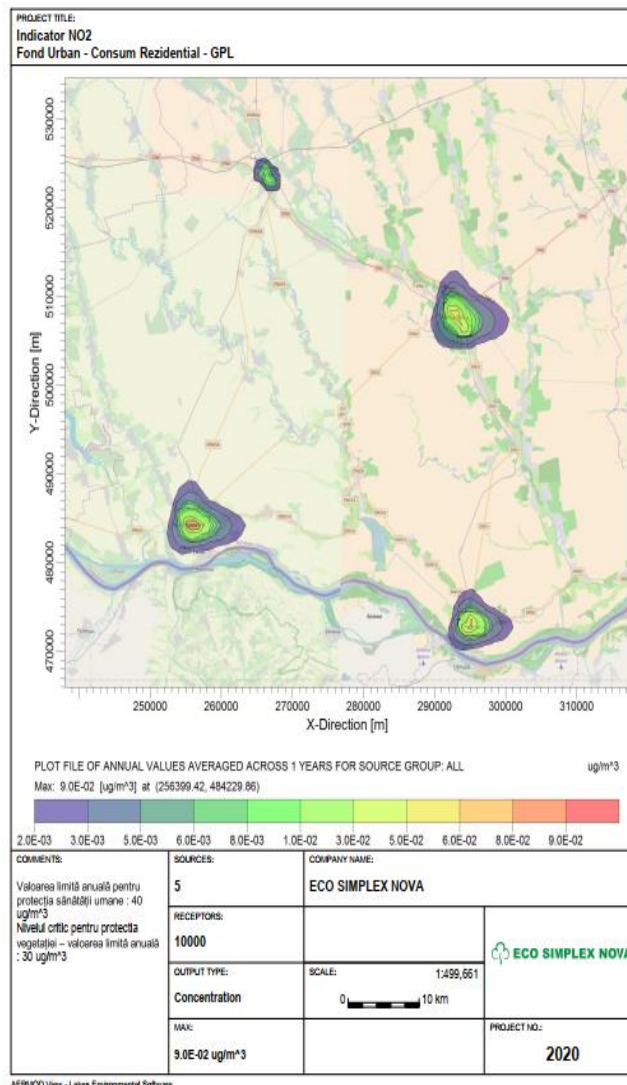 PROJECT TITLE:
Indicator NO2
Fond Urban - Consum Rezidential - GPL
Y-Direction [m]
530000
520000
510000
500000
490000
480000
470000
250000 260000 270000 280000 290000 300000 310000
X-Direction [m]
PLOT FILE OF ANNUAL VALUES AVERAGED ACROSS 1 YEARS FOR SOURCE GROUP: ALL ug/m^3
Max: 9.0E-02 [ug/m^3] at (256399.42, 484229.86)
2.0E-03 3.0E-03 5.0E-03 6.0E-03 8.0E-03 1.0E-02 3.0E-02 5.0E-02 6.0E-02 8.0E-02 9.0E-02
COMMENTS:
Valoarea limită anuală pentru
protecția sănătății umane : 40
ug/m^3
Nivelul critic pentru protectia
vegetației – valoarea limită anuală
: 30 ug/m^3
SOURCES:
5
COMPANY NAME:
ECO SIMPLEX NOVA
RECEPTORS:
10000
OUTPUT TYPE:
Concentration
SCALE: 1:499,661
0 10 km
ECO SIMPLEX NOVA
MAX:
9.0E-02 ug/m^3
PROJECT NO.:
2020
AERMOD View - Lakes Environmental Software